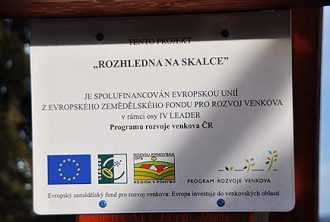 TENTO PROJEKT
„ROZHLEDNA NA SKALCE"
JE SPOLUFINANCOVÁN EVROPSKOU UNIÍ
Z EVROPSKÉHO ZEMĚDĚLSKÉHO FONDU PRO ROZVOJ VENKOVA
v rámci osy IV LEADER
Programu rozvoje venkova ČR
PROGRAM ROZVOJE VENKOVA
Evropský zemědělský fond pro rozvoj venkova: Evropa investuje do venkovských oblastí